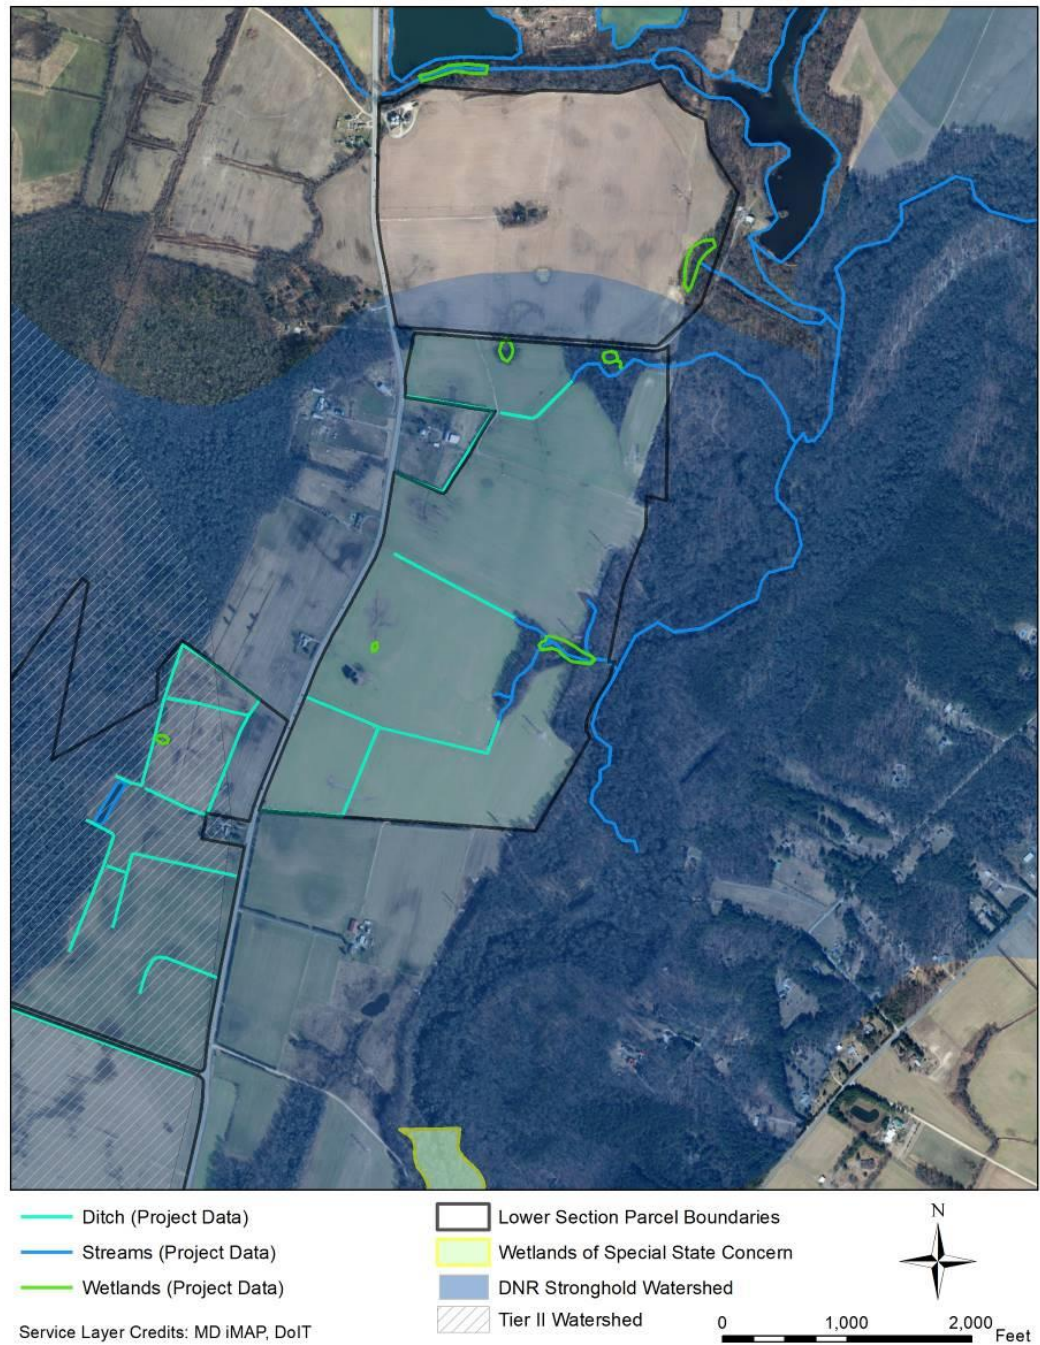 Ditch (Project Data)
Streams (Project Data)
Wetlands (Project Data)
Service Layer Credits: MD iMAP, DoIT
Lower Section Parcel Boundaries
Wetlands of Special State Concern
DNR Stronghold Watershed
Tier II Watershed
N
0 1,000 2,000
Feet